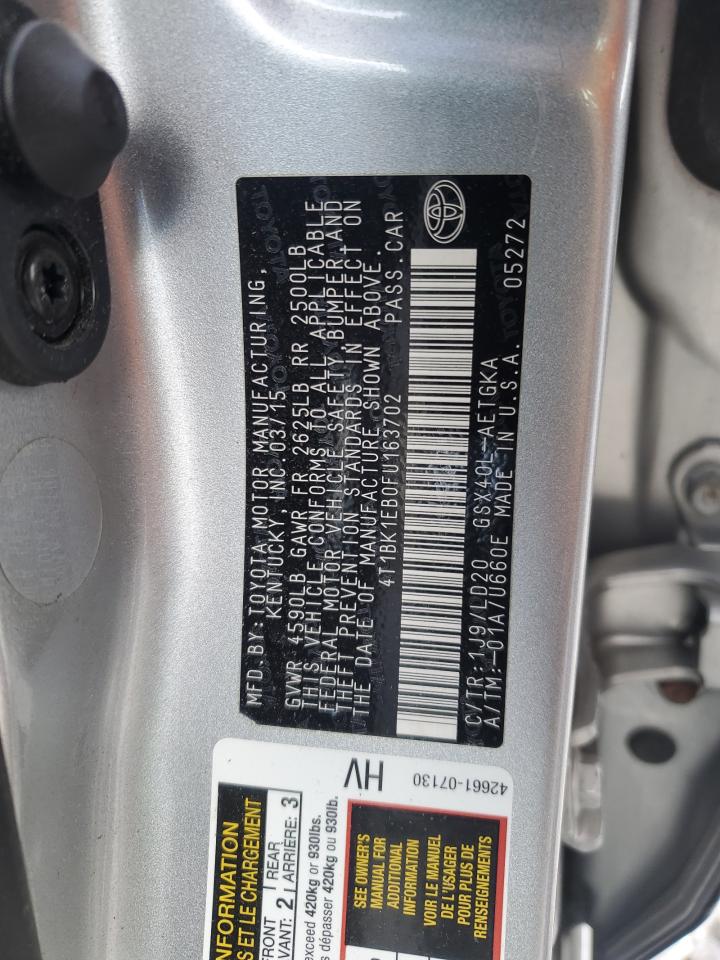 MFD.BY:TOYOTA MOTOR MANUFACTURING,
KENTUCKY, INC.03/15
GVWR 4590LB GAWR FR 2625LB RR 2500LB
THIS VEHICLE CONFORMS TO ALL APPLICABLE
FEDERAL MOTOR VEHICLE SAFETY, BUMPER, AND
THEFT PREVENTION STANDARDS IN EFFECT ON
THE DATE OF MANUFACTURE SHOWN ABOVE.
4T1BK1EB0FU163702 PASS.CAR
C/TR:1J9/LD20 GSX40L-AETGKA
A/TM:-01A/U660E MADE IN U.S.A. 05272
HV
42661-07130
INFORMATION
ET LE CHARGEMENT
FRONT
AVANT: 2
REAR
ARRIÈRE: 3
exceed 420kg or 930lbs.
dépasser 420kg ou 930lb.
SEE OWNER'S
MANUAL FOR
ADDITIONAL
INFORMATION
VOIR LE MANUEL
DE L'USAGER
POUR PLUS DE
RENSEIGNEMENTS